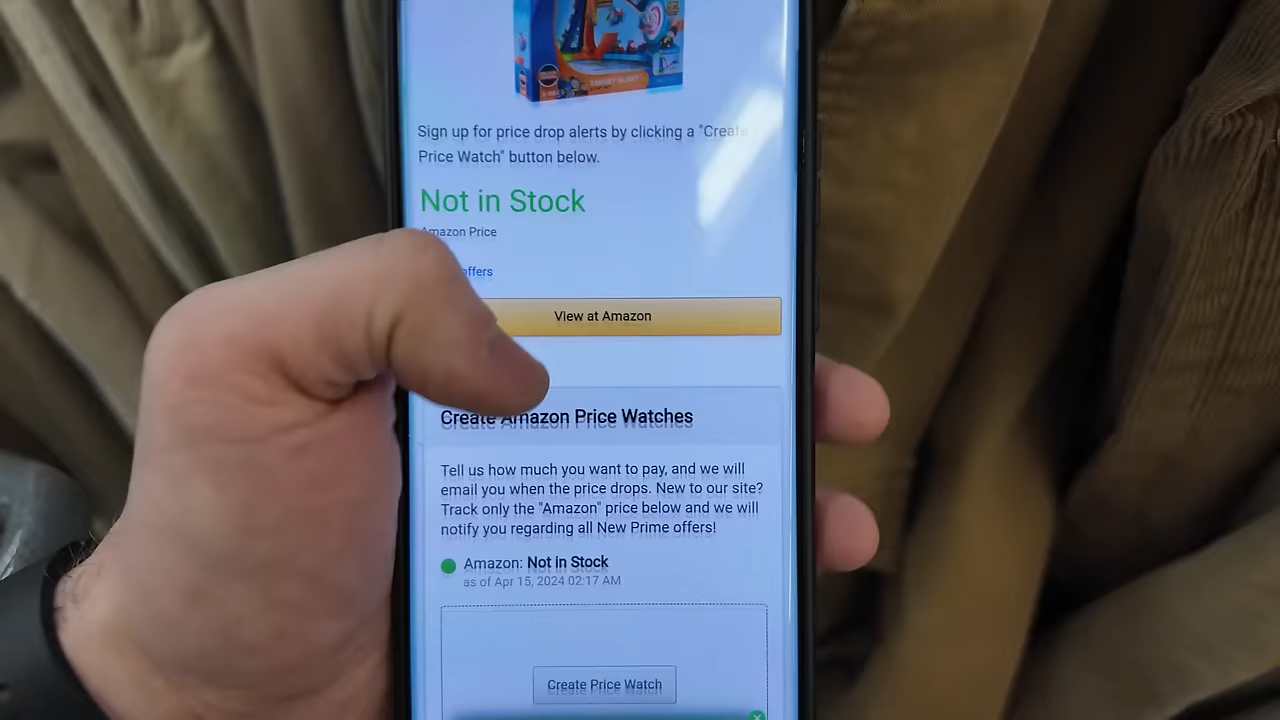 Sign up for price drop alerts by clicking a "Create
Price Watch" button below.
Not in Stock
Amazon Price
offers
View at Amazon
Create Amazon Price Watches
Tell us how much you want to pay, and we will
email you when the price drops. New to our site?
Track only the "Amazon" price below and we will
notify you regarding all New Prime offers!
Amazon: Not in Stock
as of Apr 15, 2024 02:17 AM
Create Price Watch